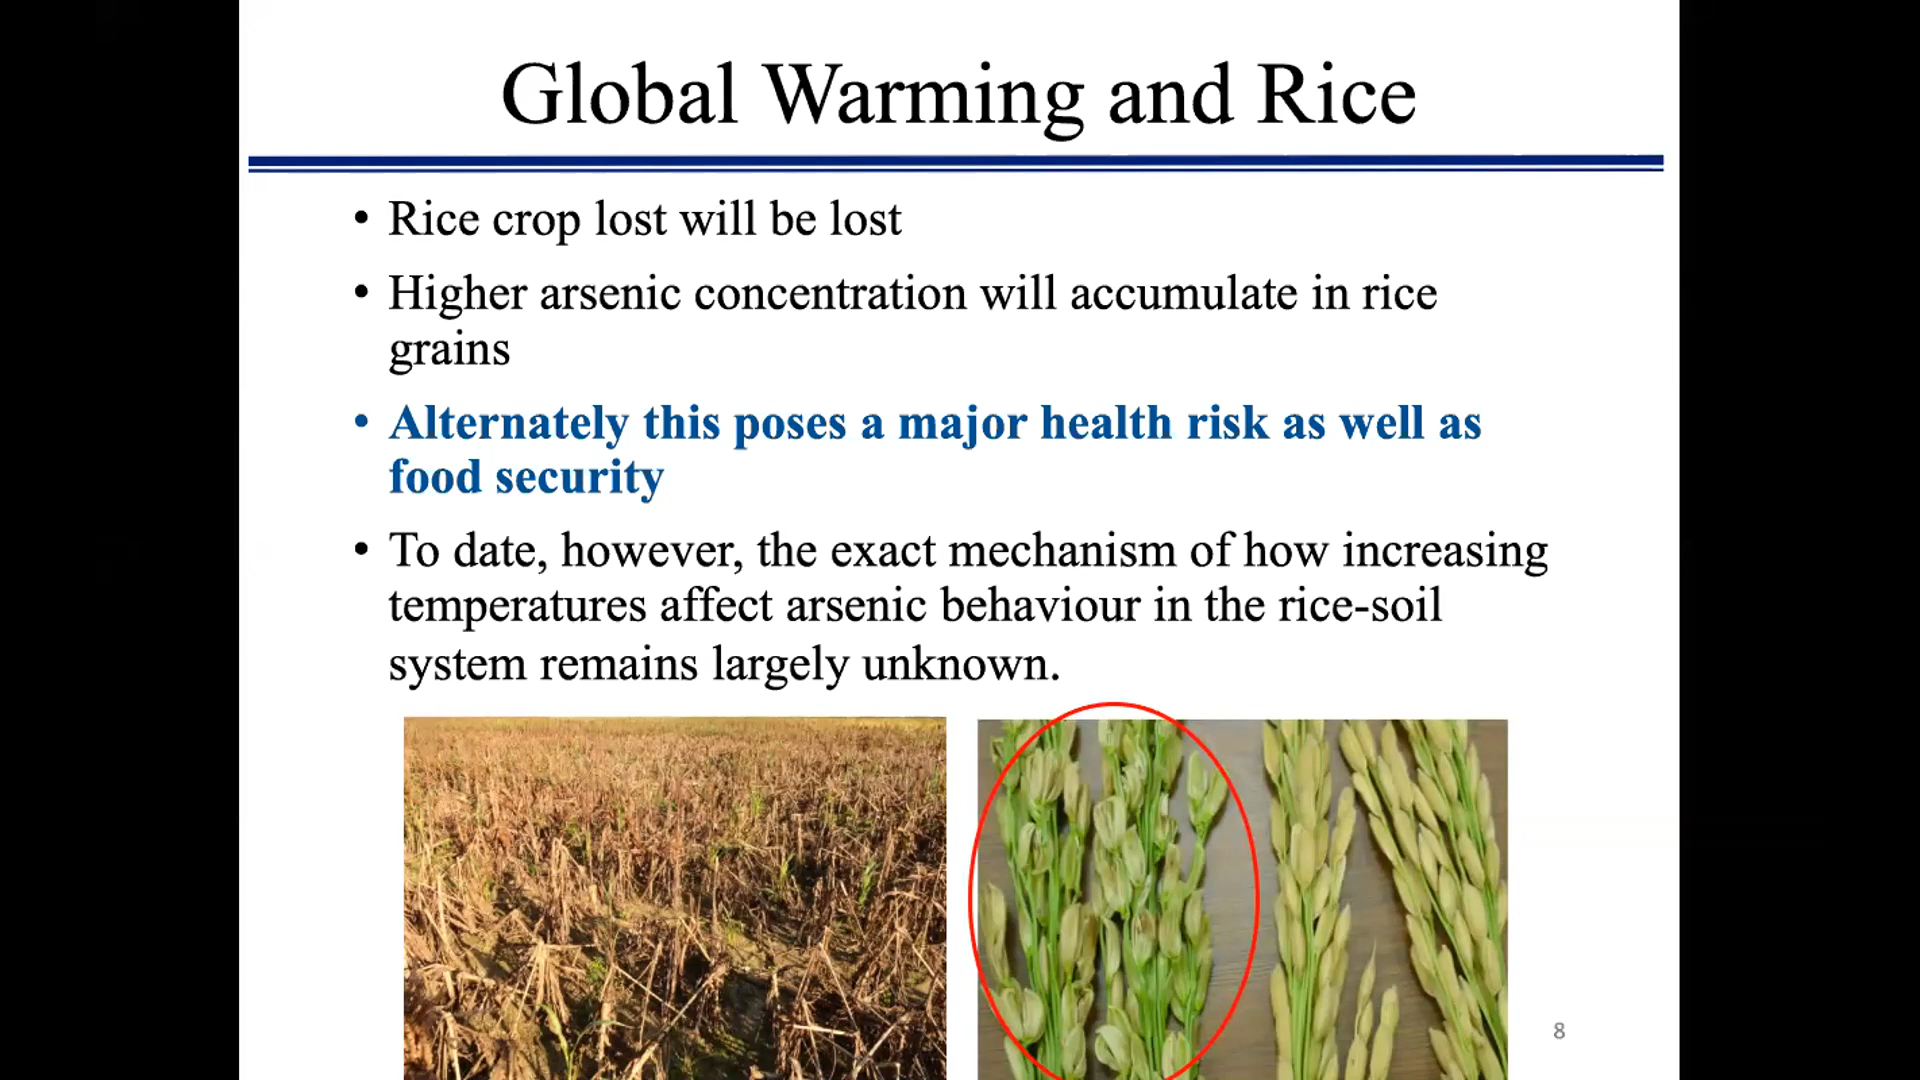 Global Warming and Rice
• Rice crop lost will be lost
• Higher arsenic concentration will accumulate in rice
grains
• Alternately this poses a major health risk as well as
food security
• To date, however, the exact mechanism of how increasing
temperatures affect arsenic behaviour in the rice-soil
system remains largely unknown.
8